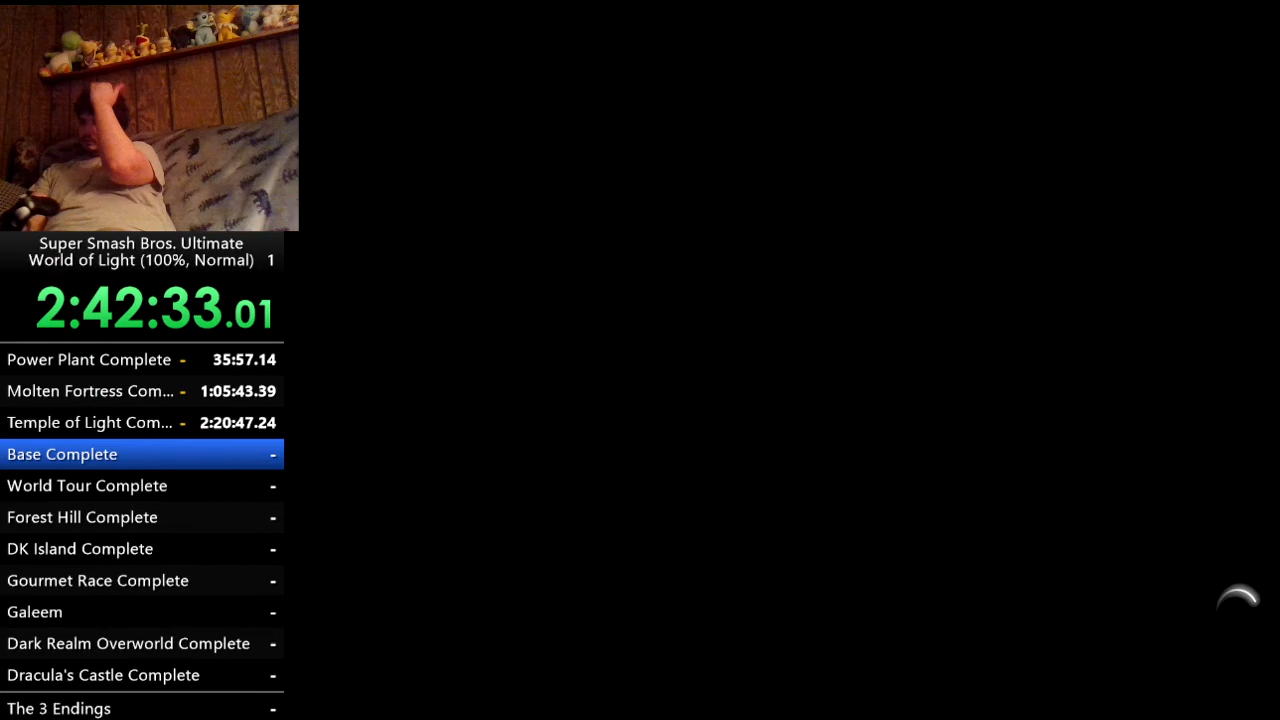 Super Smash Bros. Ultimate
World of Light (100%, Normal) 1
2:42:33.01
Power Plant Complete - 35:57.14
Molten Fortress Com... - 1:05:43.39
Temple of Light Com... - 2:20:47.24
Base Complete -
World Tour Complete -
Forest Hill Complete -
DK Island Complete -
Gourmet Race Complete -
Galeem -
Dark Realm Overworld Complete -
Dracula's Castle Complete -
The 3 Endings -